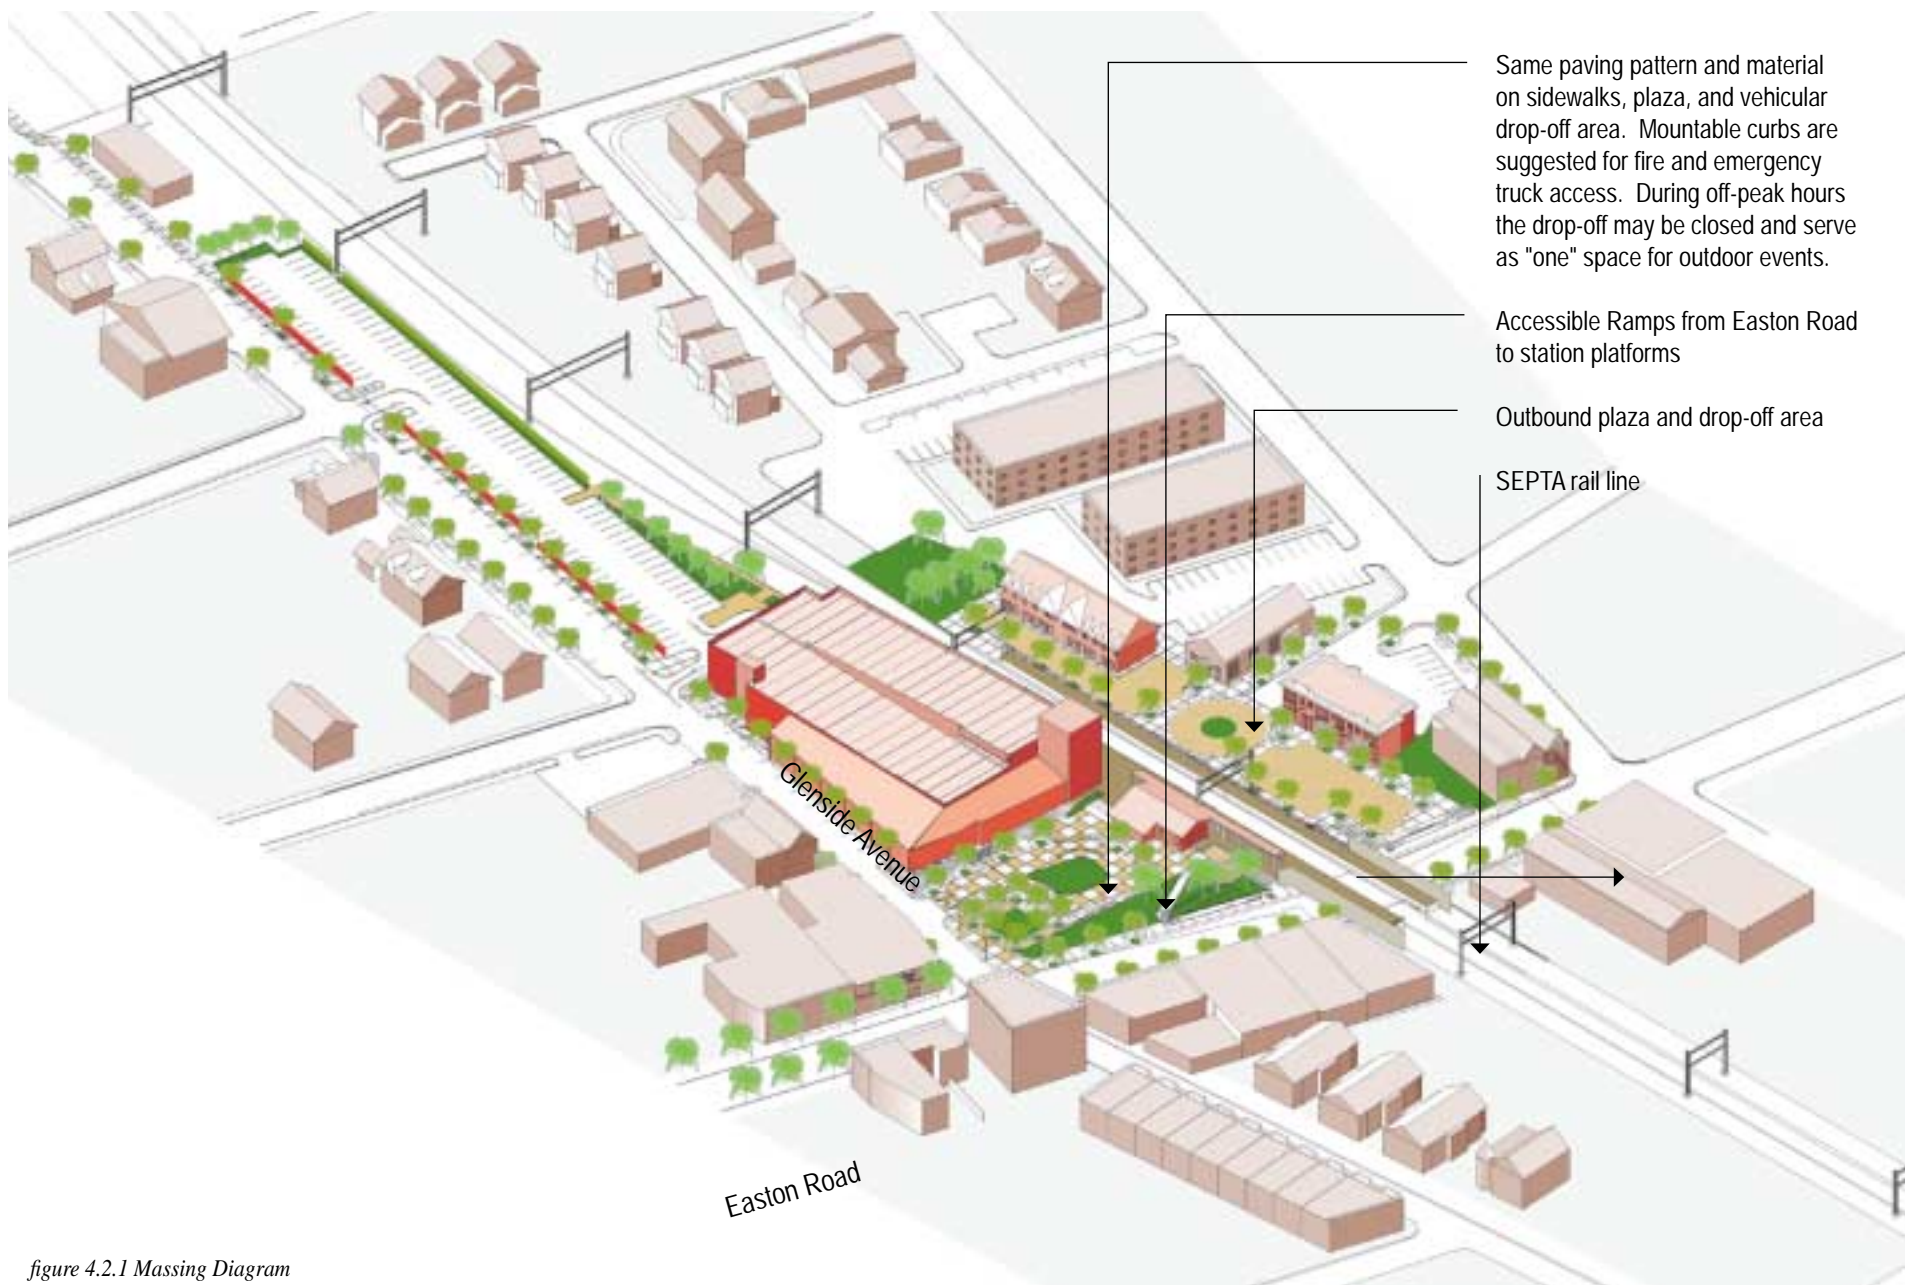 Same paving pattern and material
on sidewalks, plaza, and vehicular
drop-off area.  Mountable curbs are
suggested for fire and emergency
truck access.  During off-peak hours
the drop-off may be closed and serve
as "one" space for outdoor events.
Accessible Ramps from Easton Road
to station platforms
Outbound plaza and drop-off area
SEPTA rail line
Glenside Avenue
Easton Road
figure 4.2.1 Massing Diagram